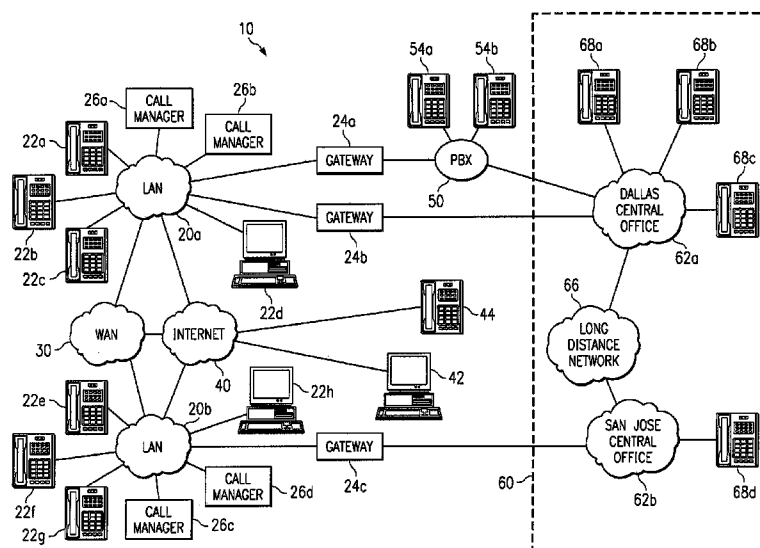 10
54a
54b
68a
68b
26a
CALL
MANAGER
26b
CALL
MANAGER
22a
24a
GATEWAY
PBX
50
LAN
20a
22b
22c
GATEWAY
24b
DALLAS
CENTRAL
OFFICE
62a
68c
22d
44
66
WAN
30
INTERNET
40
LONG
DISTANCE
NETWORK
42
22e
20b
22h
LAN
GATEWAY
24c
SAN JOSE
CENTRAL
OFFICE
62b
68d
22f
22g
CALL
MANAGER
26d
CALL
MANAGER
26c
60